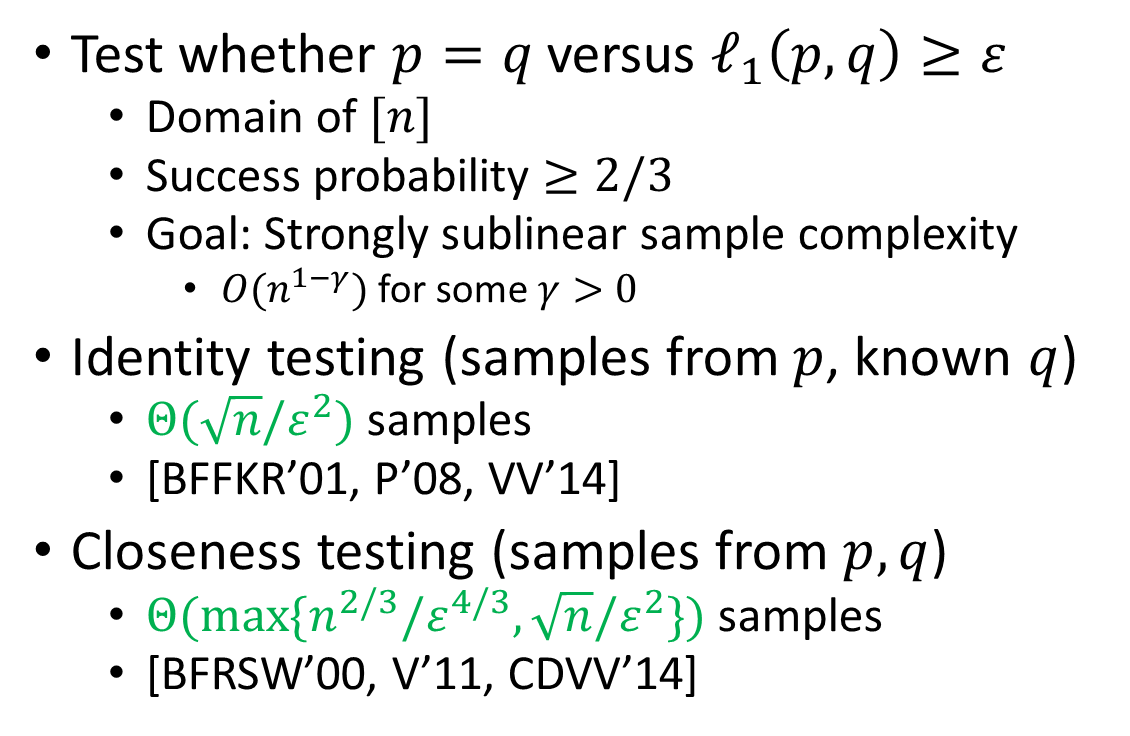 • Test whether p = q versus ℓ₁(p, q) ≥ ε
• Domain of [n]
• Success probability ≥ 2/3
• Goal: Strongly sublinear sample complexity
• O(n^{1−γ}) for some γ > 0
• Identity testing (samples from p, known q)
• Θ(√n/ε²) samples
• [BFFKR’01, P’08, VV’14]
• Closeness testing (samples from p, q)
• Θ(max{n^{2/3}/ε^{4/3}, √n/ε²}) samples
• [BFRSW’00, V’11, CDVV’14]